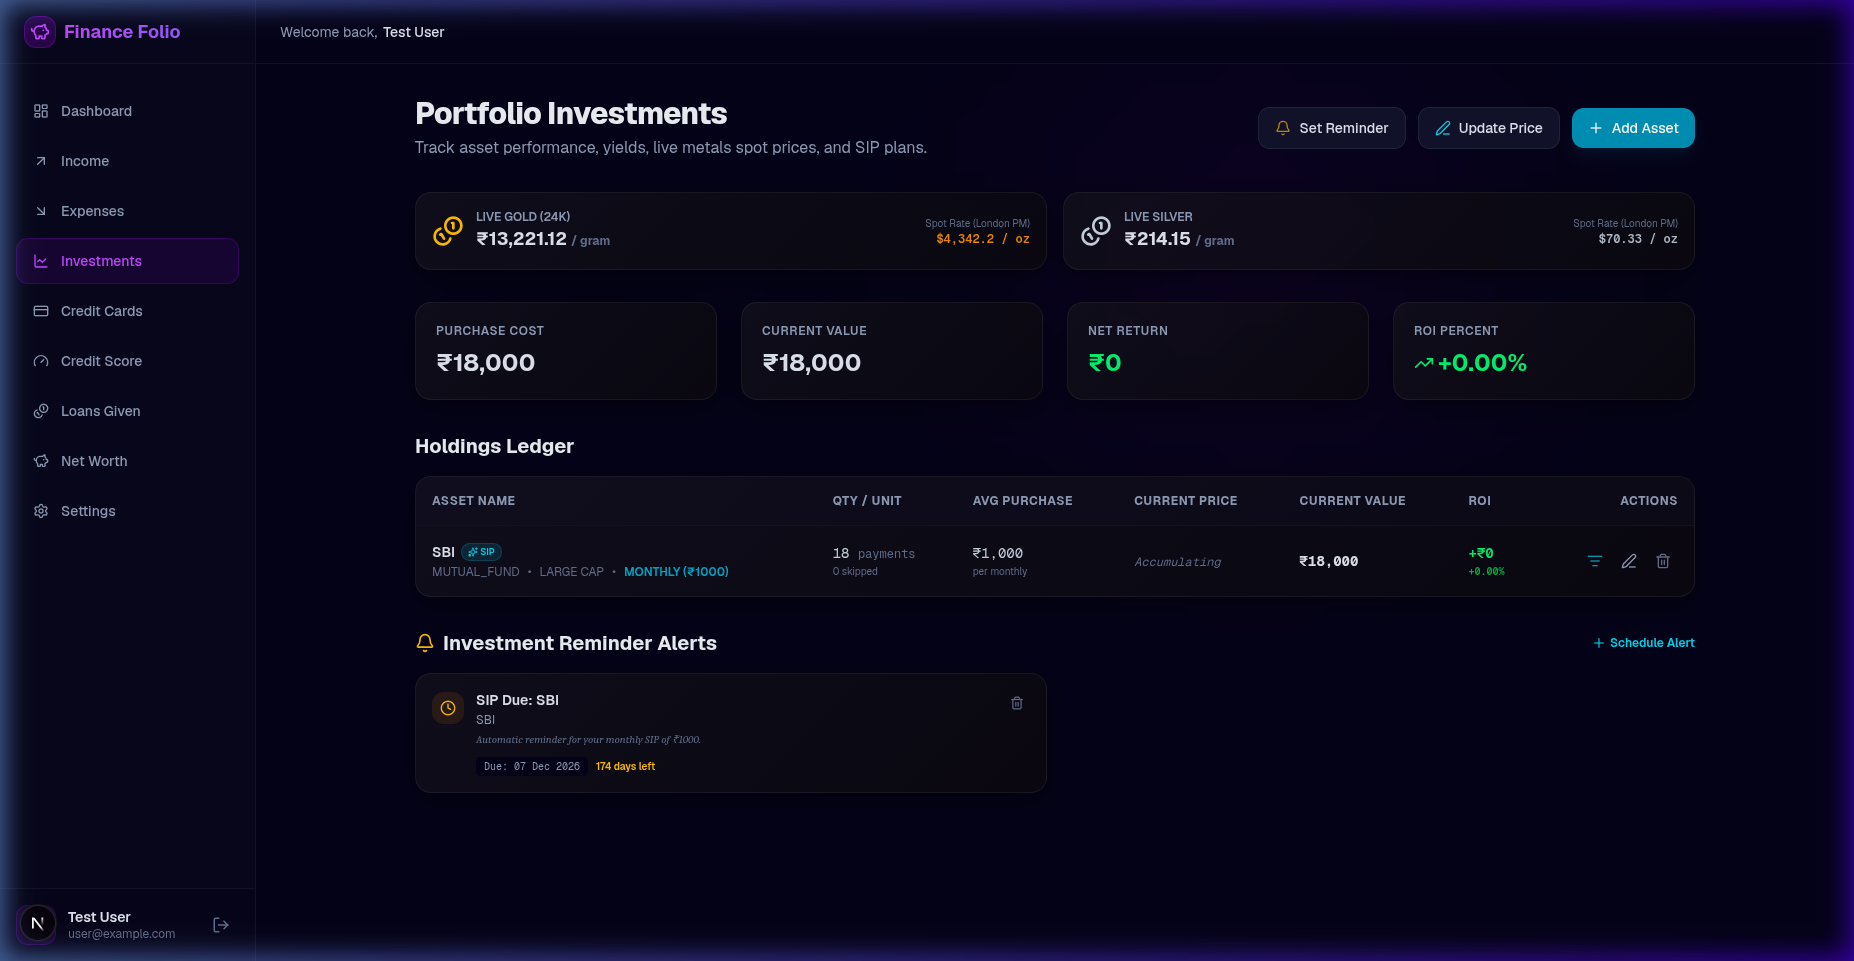 Finance Folio
Welcome back, Test User
Dashboard
Income
Expenses
Investments
Credit Cards
Credit Score
Loans Given
Net Worth
Settings
Portfolio Investments
Track asset performance, yields, live metals spot prices, and SIP plans.
Set Reminder
Update Price
Add Asset
LIVE GOLD (24K)
₹13,221.12 / gram
Spot Rate (London PM)
$4,342.2 / oz
LIVE SILVER
₹214.15 / gram
Spot Rate (London PM)
$70.33 / oz
PURCHASE COST
₹18,000
CURRENT VALUE
₹18,000
NET RETURN
₹0
ROI PERCENT
+0.00%
Holdings Ledger
ASSET NAME QTY / UNIT AVG PURCHASE CURRENT PRICE CURRENT VALUE ROI ACTIONS
SBI SIP 18 payments ₹1,000 Accumulating ₹18,000 +₹0
MUTUAL_FUND • LARGE CAP • MONTHLY (₹1000) 0 skipped per monthly +0.00%
Investment Reminder Alerts
Schedule Alert
SIP Due: SBI
SBI
Automatic reminder for your monthly SIP of ₹1000.
Due: 07 Dec 2026 174 days left
N
Test User
user@example.com